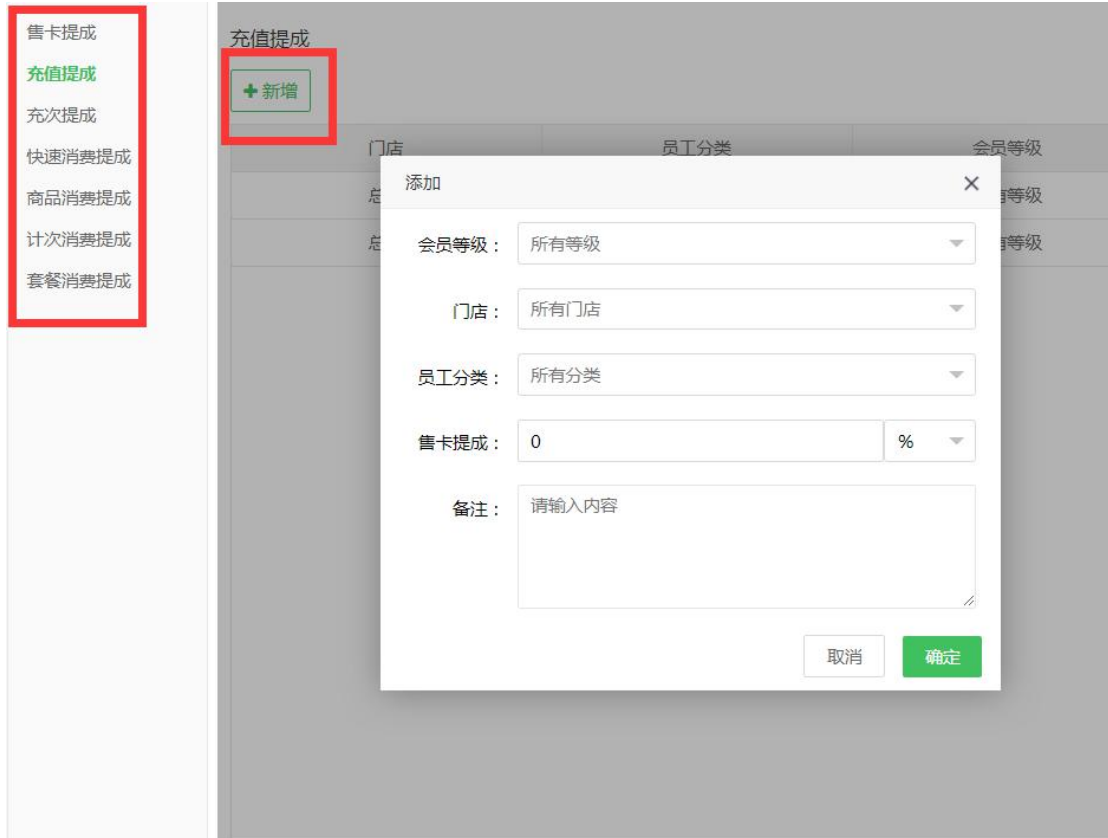 售卡提成
充值提成
充次提成
快速消费提成
商品消费提成
计次消费提成
套餐消费提成
充值提成
+新增
门店 员工分类 会员等级
总 有等级
总 有等级
添加 ×
会员等级： 所有等级
门店： 所有门店
员工分类： 所有分类
售卡提成： 0 %
备注： 请输入内容
取消 确定